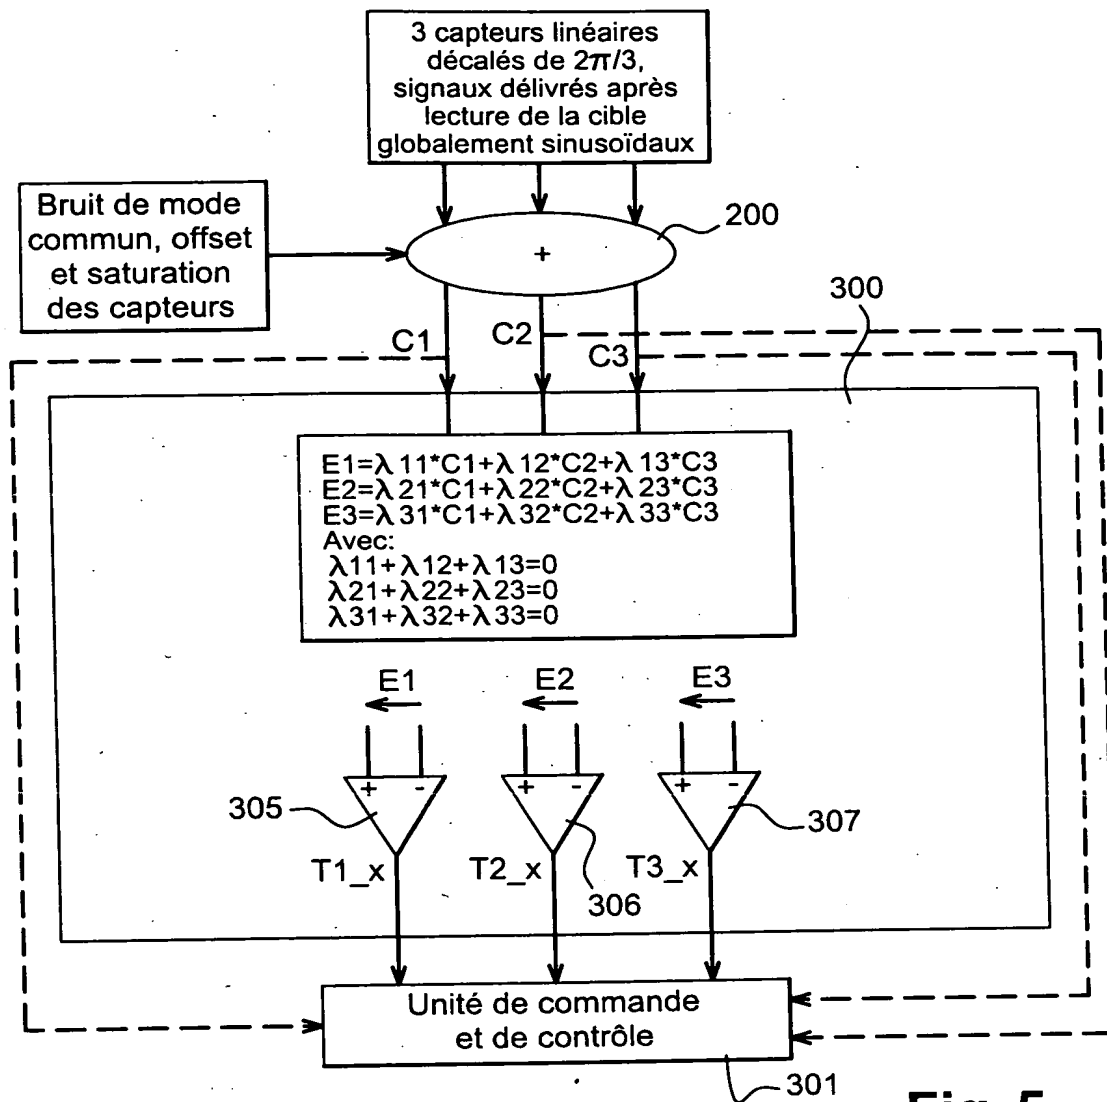 3 capteurs linéaires
décalés de 2π/3,
signaux délivrés après
lecture de la cible
globalement sinusoïdaux
Bruit de mode
commun, offset
et saturation
des capteurs
200
+
300
C1
C2
C3
E1=λ11*C1+λ12*C2+λ13*C3
E2=λ21*C1+λ22*C2+λ23*C3
E3=λ31*C1+λ32*C2+λ33*C3
Avec:
λ11+λ12+λ13=0
λ21+λ22+λ23=0
λ31+λ32+λ33=0
E1
E2
E3
+ -
+ -
+ -
305
306
307
T1_x
T2_x
T3_x
Unité de commande
et de contrôle
301
Fig. 5